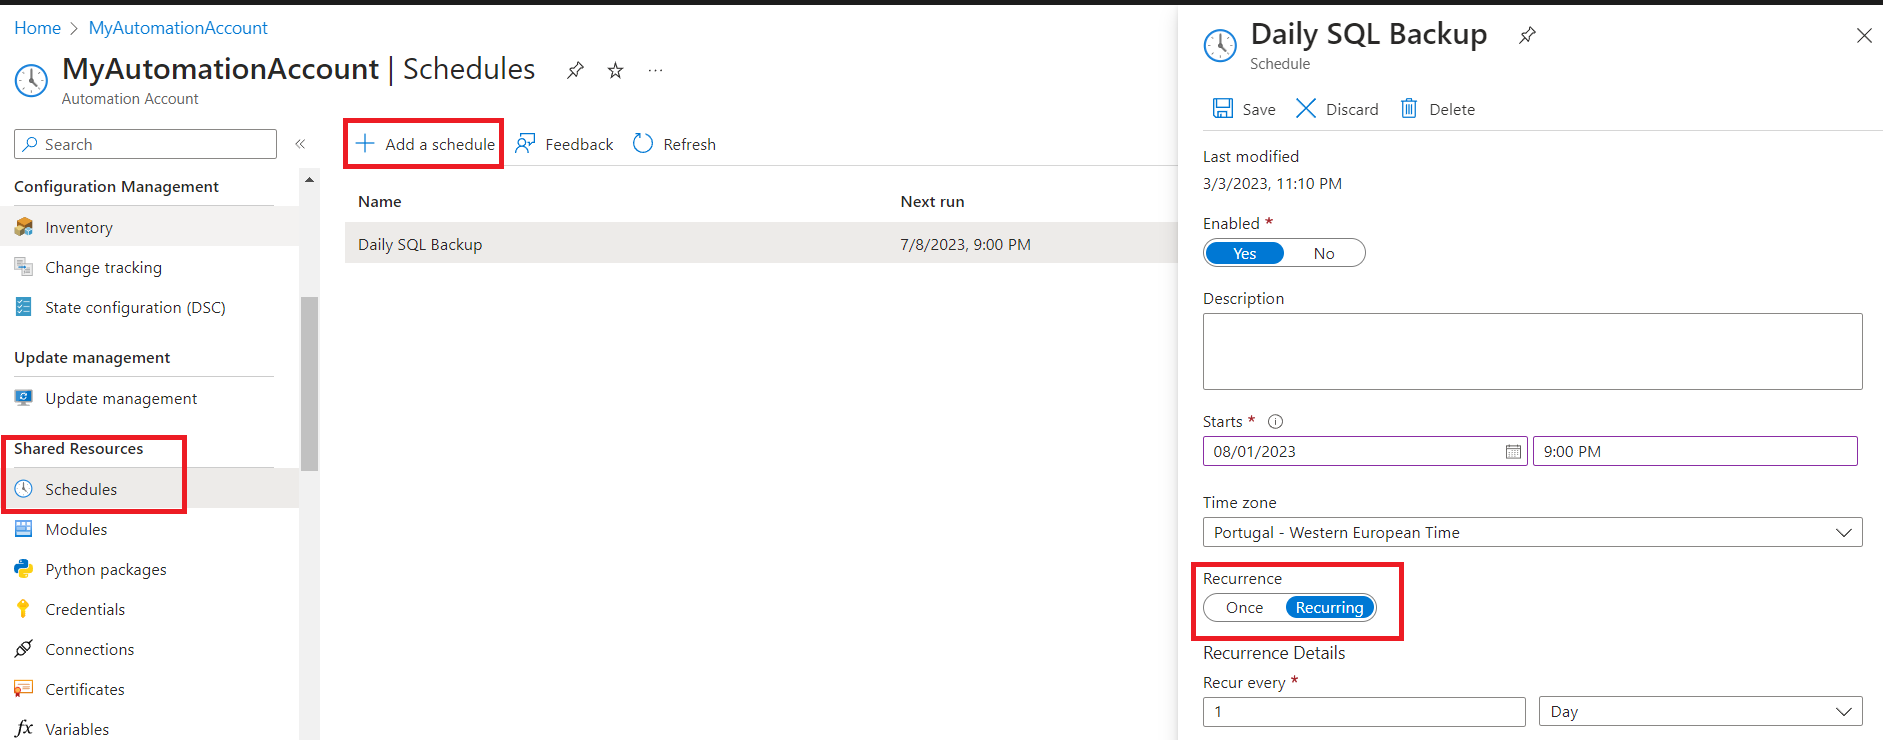 Home > MyAutomationAccount
MyAutomationAccount | Schedules
Automation Account
Search
Configuration Management
Inventory
Change tracking
State configuration (DSC)
Update management
Update management
Shared Resources
Schedules
Modules
Python packages
Credentials
Connections
Certificates
Variables
Add a schedule Feedback Refresh
Name Next run
Daily SQL Backup 7/8/2023, 9:00 PM
Daily SQL Backup
Schedule
Save Discard Delete
Last modified
3/3/2023, 11:10 PM
Enabled *
Yes No
Description
Starts *
08/01/2023 9:00 PM
Time zone
Portugal - Western European Time
Recurrence
Once Recurring
Recurrence Details
Recur every *
1 Day